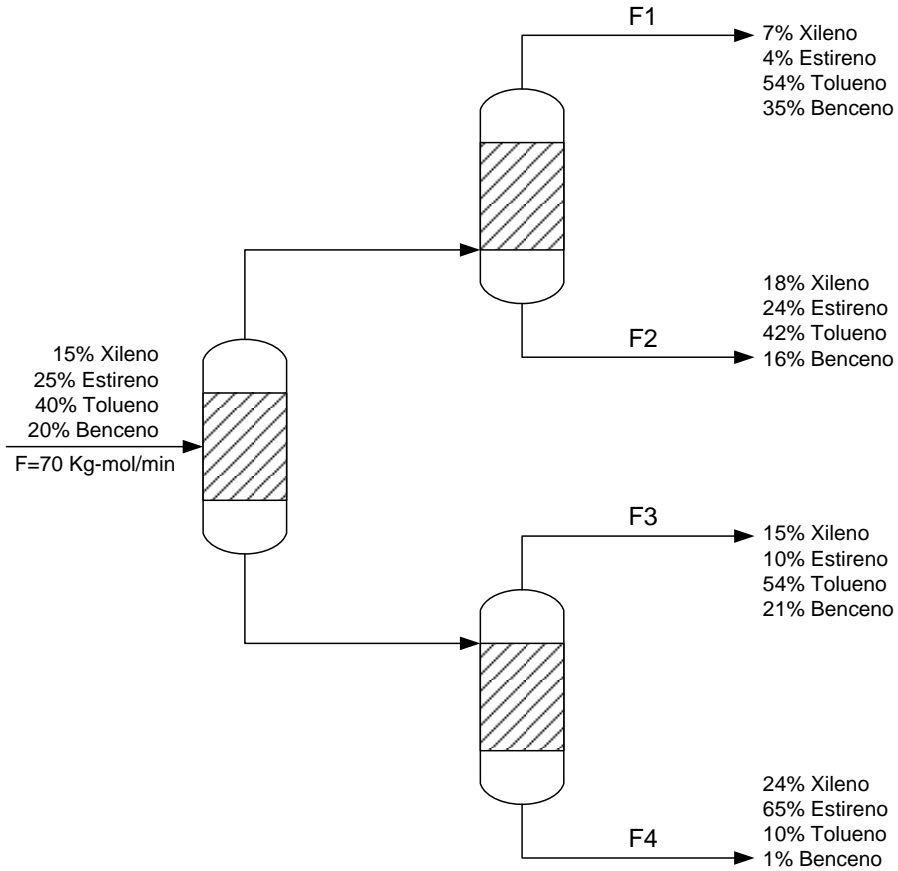 F1
7% Xileno
4% Estireno
54% Tolueno
35% Benceno
18% Xileno
24% Estireno
42% Tolueno
16% Benceno
F2
15% Xileno
25% Estireno
40% Tolueno
20% Benceno
F=70 Kg-mol/min
F3
15% Xileno
10% Estireno
54% Tolueno
21% Benceno
24% Xileno
65% Estireno
10% Tolueno
1% Benceno
F4